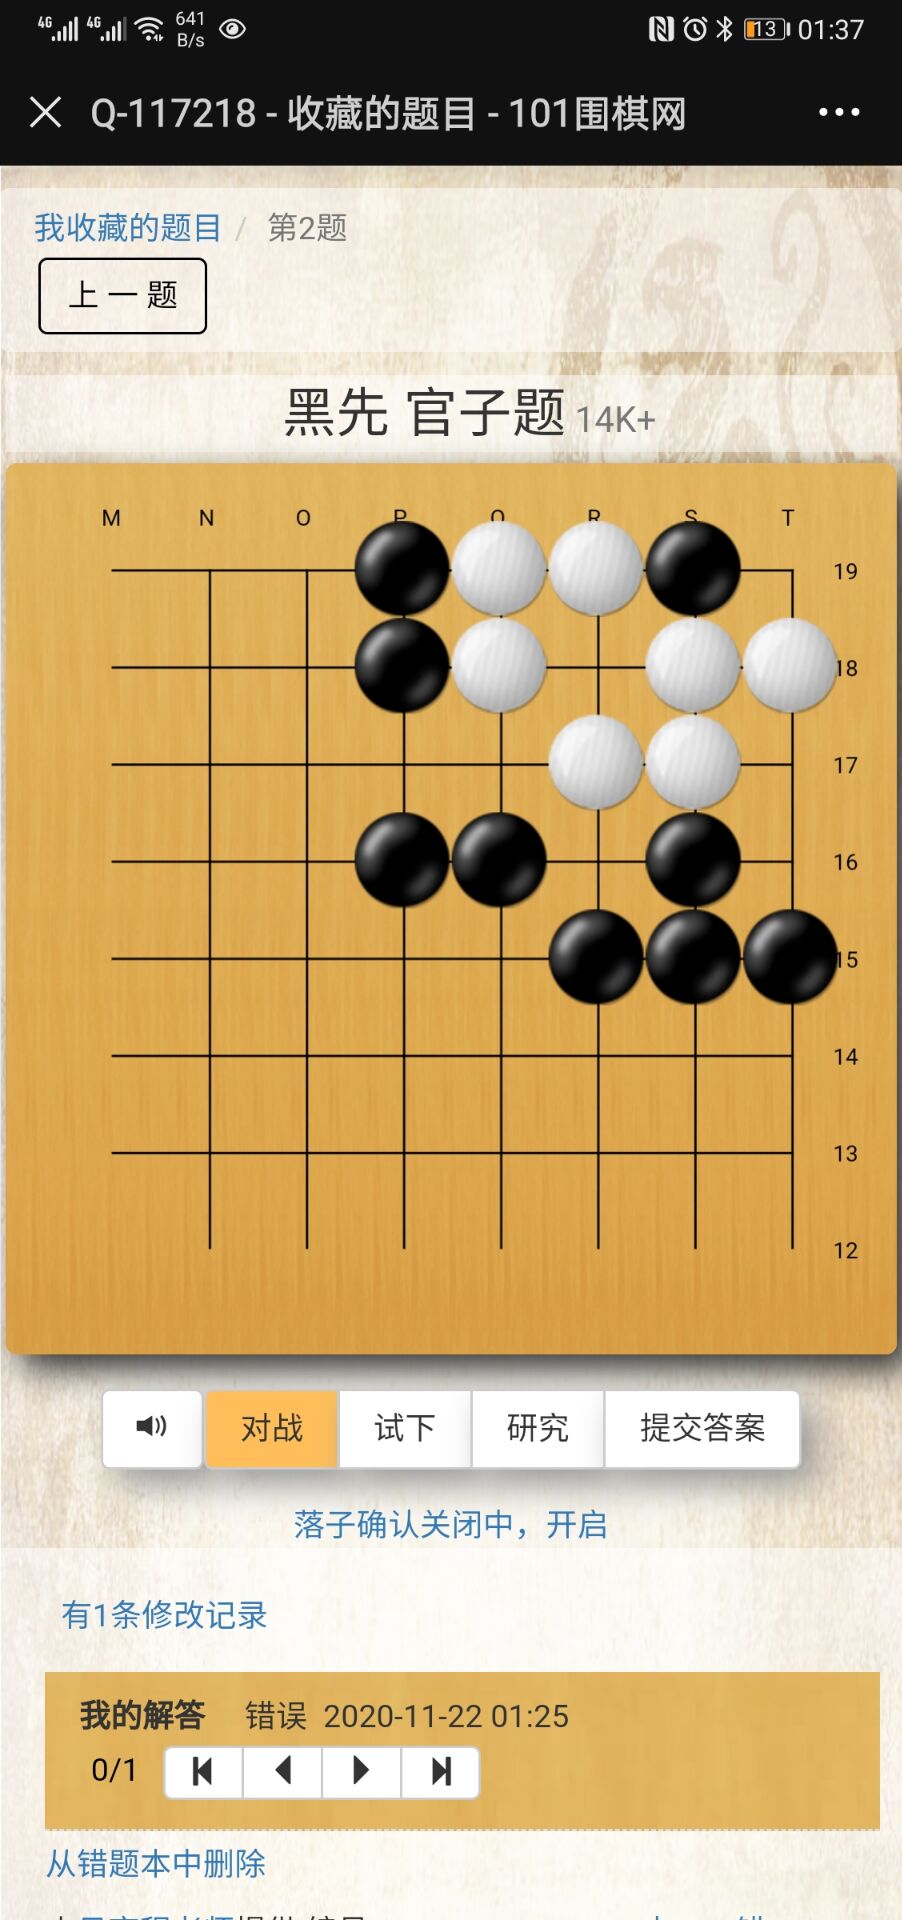 4G 4G 641 B/s 13 01:37
Q-117218 - 收藏的题目 - 101围棋网
我收藏的题目 / 第2题
上一题
黑先 官子题 14K+
M N O P Q R S T
19
18
17
16
15
14
13
12
对战 试下 研究 提交答案
落子确认关闭中，开启
有1条修改记录
我的解答 错误 2020-11-22 01:25
0/1
从错题本中删除